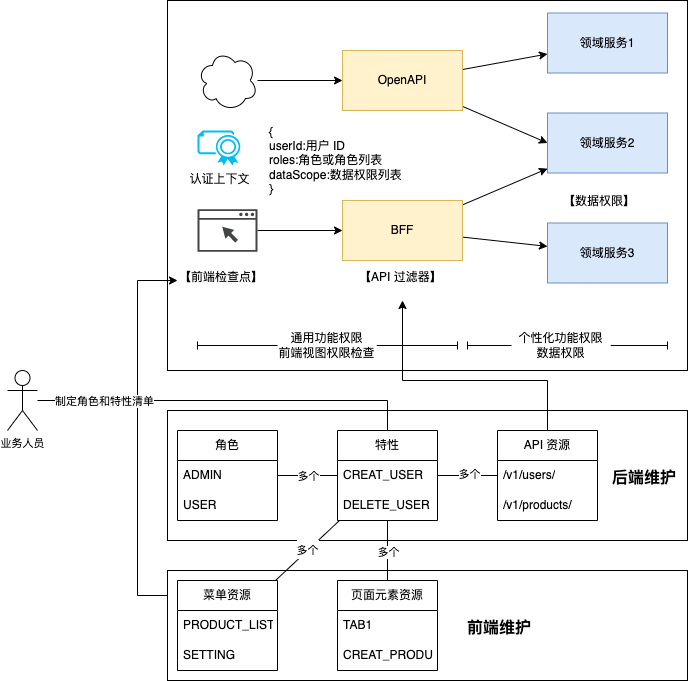 领域服务1
OpenAPI
领域服务2
{
userId:用户 ID
roles:角色或角色列表
dataScope:数据权限列表
}
认证上下文
【数据权限】
BFF
领域服务3
【前端检查点】
【API 过滤器】
通用功能权限
前端视图权限检查
个性化功能权限
数据权限
制定角色和特性清单
业务人员
角色
特性
API 资源
ADMIN
多个
CREAT_USER
多个
/v1/users/
后端维护
USER
DELETE_USER
/v1/products/
多个
多个
菜单资源
页面元素资源
PRODUCT_LIST
TAB1
前端维护
SETTING
CREAT_PRODU